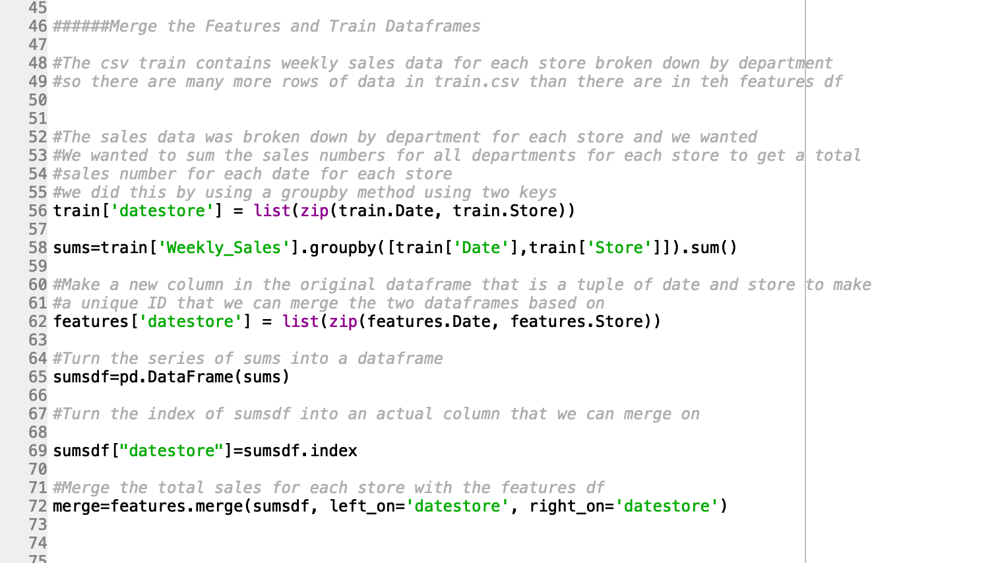 45
46 ######Merge the Features and Train Dataframes
47
48 #The csv train contains weekly sales data for each store broken down by department
49 #so there are many more rows of data in train.csv than there are in teh features df
50
51
52 #The sales data was broken down by department for each store and we wanted
53 #We wanted to sum the sales numbers for all departments for each store to get a total
54 #sales number for each date for each store
55 #we did this by using a groupby method using two keys
56 train['datestore'] = list(zip(train.Date, train.Store))
57
58 sums=train['Weekly_Sales'].groupby([train['Date'],train['Store']]).sum()
59
60 #Make a new column in the original dataframe that is a tuple of date and store to make
61 #a unique ID that we can merge the two dataframes based on
62 features['datestore'] = list(zip(features.Date, features.Store))
63
64 #Turn the series of sums into a dataframe
65 sumsdf=pd.DataFrame(sums)
66
67 #Turn the index of sumsdf into an actual column that we can merge on
68
69 sumsdf["datestore"]=sumsdf.index
70
71 #Merge the total sales for each store with the features df
72 merge=features.merge(sumsdf, left_on='datestore', right_on='datestore')
73
74
75